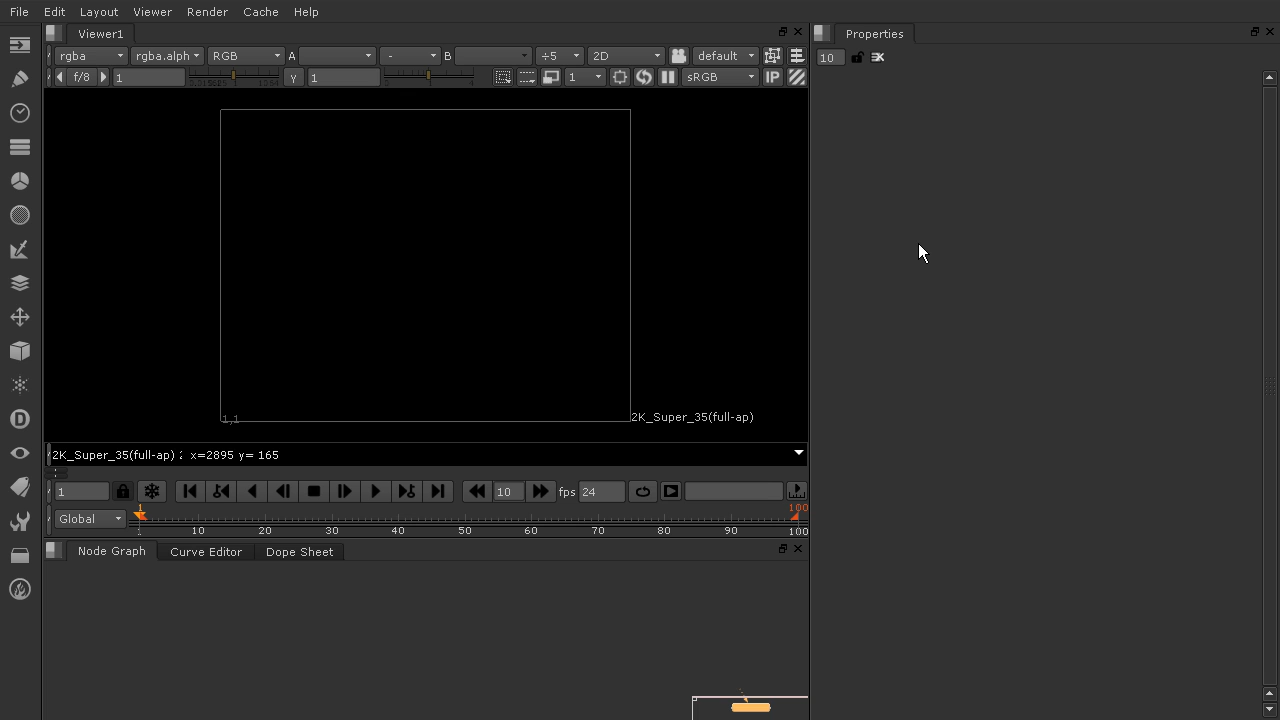 File Edit Layout Viewer Render Cache Help
Viewer1
Properties
rgba rgba.alph RGB A - B ÷5 2D default
10
f/8 1 Y 1 1 sRGB IP
1,1
2K_Super_35(full-ap)
2K_Super_35(full-ap) : x=2895 y= 165
1 10 fps 24
Global
1 100
10 20 30 40 50 60 70 80 90 100
Node Graph Curve Editor Dope Sheet